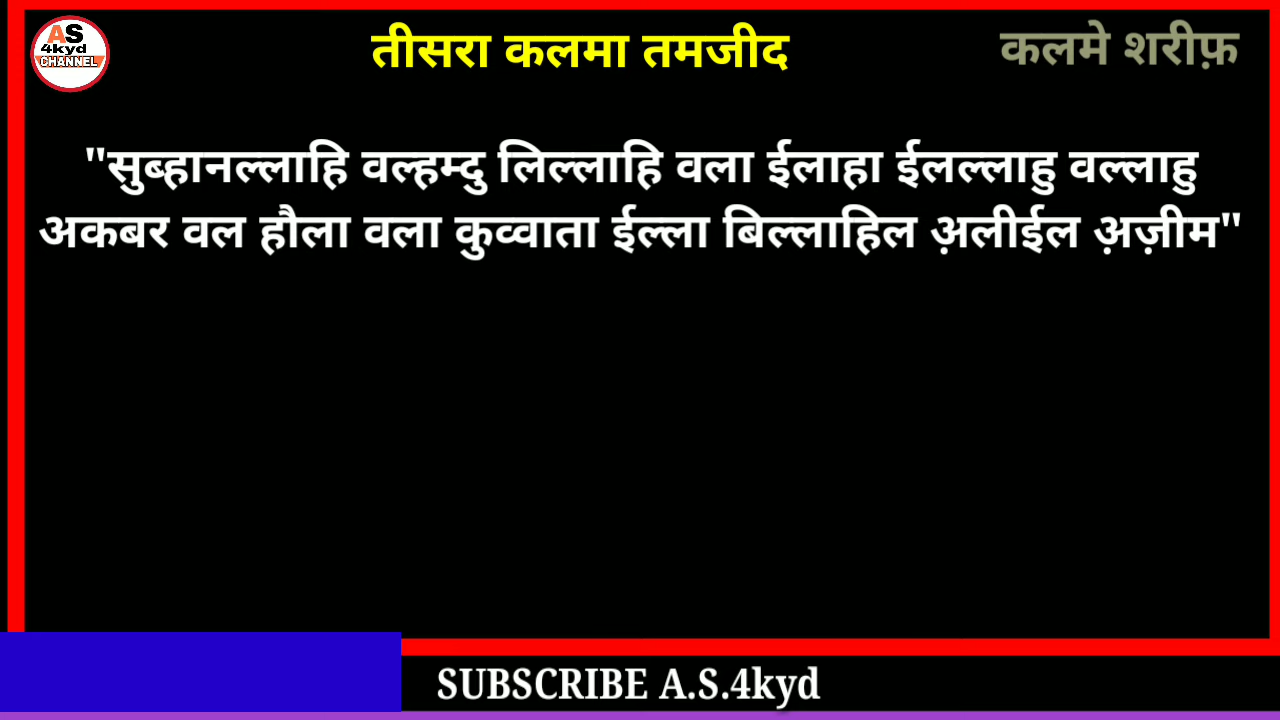 AS
4kyd
CHANNEL
तीसरा कलमा तमजीद
कलमे शरीफ़
"सुब्हानल्लाहि वल्हम्दु लिल्लाहि वला ईलाहा ईलल्लाहु वल्लाहु
अकबर वल हौला वला कुव्वाता ईल्ला बिल्लाहिल अ़लीईल अ़ज़ीम"
SUBSCRIBE A.S.4kyd